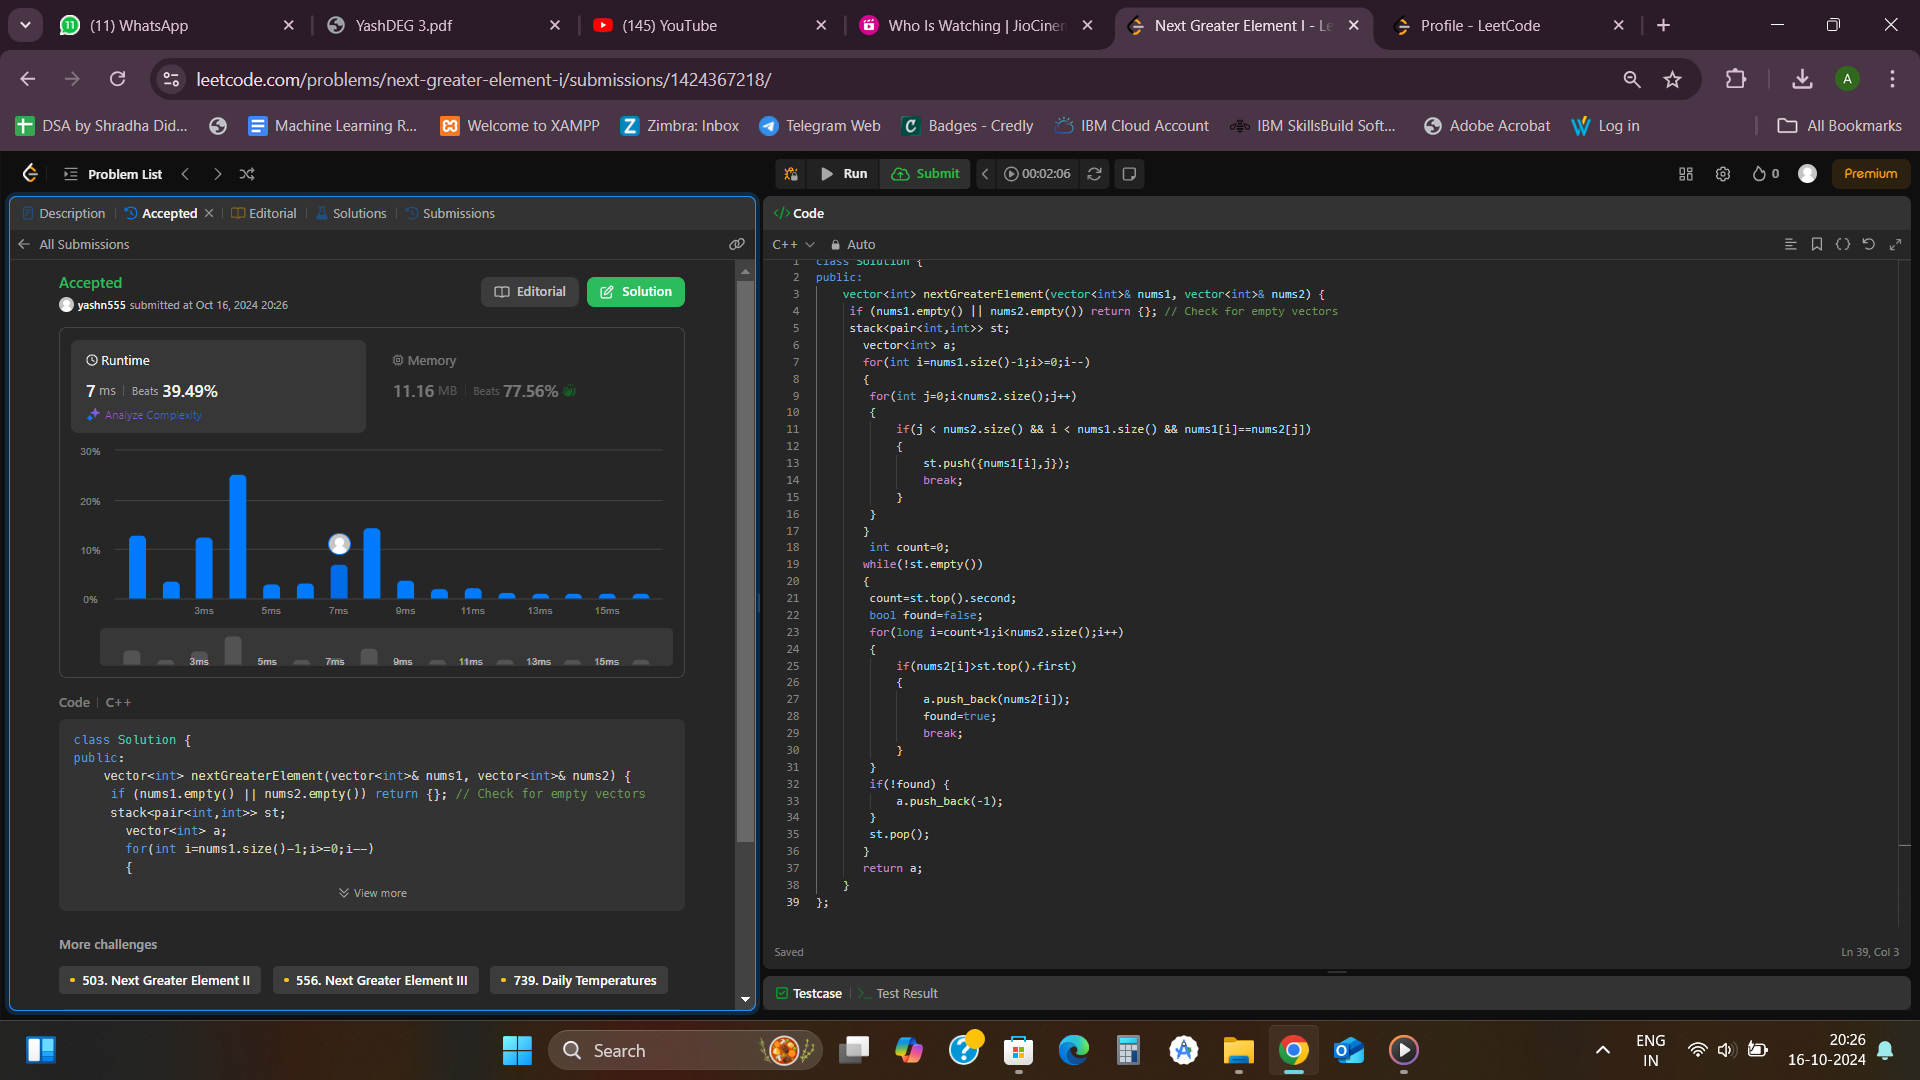 (11) WhatsApp
YashDEG 3.pdf
(145) YouTube
Who Is Watching | JioCinem
Next Greater Element I - Le
Profile - LeetCode
leetcode.com/problems/next-greater-element-i/submissions/1424367218/
A
DSA by Shradha Did...
Machine Learning R...
Welcome to XAMPP
Zimbra: Inbox
Telegram Web
Badges - Credly
IBM Cloud Account
IBM SkillsBuild Soft...
Adobe Acrobat
Log in
All Bookmarks
Problem List
Run
Submit
00:02:06
0
Premium
Description
Accepted
Editorial
Solutions
Submissions
All Submissions
Accepted
yashn555 submitted at Oct 16, 2024 20:26
Editorial
Solution
Runtime
7 ms | Beats 39.49%
Analyze Complexity
Memory
11.16 MB | Beats 77.56%
30%
20%
10%
0%
3ms 5ms 7ms 9ms 11ms 13ms 15ms
3ms 5ms 7ms 9ms 11ms 13ms 15ms
Code | C++
class Solution {
public:
    vector<int> nextGreaterElement(vector<int>& nums1, vector<int>& nums2) {
     if (nums1.empty() || nums2.empty()) return {}; // Check for empty vectors
     stack<pair<int,int>> st;
       vector<int> a;
       for(int i=nums1.size()-1;i>=0;i--)
       {
View more
More challenges
503. Next Greater Element II
556. Next Greater Element III
739. Daily Temperatures
Code
C++
Auto
1 class Solution {
2 public:
3     vector<int> nextGreaterElement(vector<int>& nums1, vector<int>& nums2) {
4      if (nums1.empty() || nums2.empty()) return {}; // Check for empty vectors
5      stack<pair<int,int>> st;
6        vector<int> a;
7        for(int i=nums1.size()-1;i>=0;i--)
8        {
9         for(int j=0;i<nums2.size();j++)
10         {
11             if(j < nums2.size() && i < nums1.size() && nums1[i]==nums2[j])
12             {
13                 st.push({nums1[i],j});
14                 break;
15             }
16         }
17        }
18         int count=0;
19        while(!st.empty())
20        {
21         count=st.top().second;
22         bool found=false;
23         for(long i=count+1;i<nums2.size();i++)
24         {
25             if(nums2[i]>st.top().first)
26             {
27                 a.push_back(nums2[i]);
28                 found=true;
29                 break;
30             }
31         }
32         if(!found) {
33             a.push_back(-1);
34         }
35         st.pop();
36        }
37        return a;
38     }
39 };
Saved
Ln 39, Col 3
Testcase
Test Result
Search
ENG
IN
20:26
16-10-2024